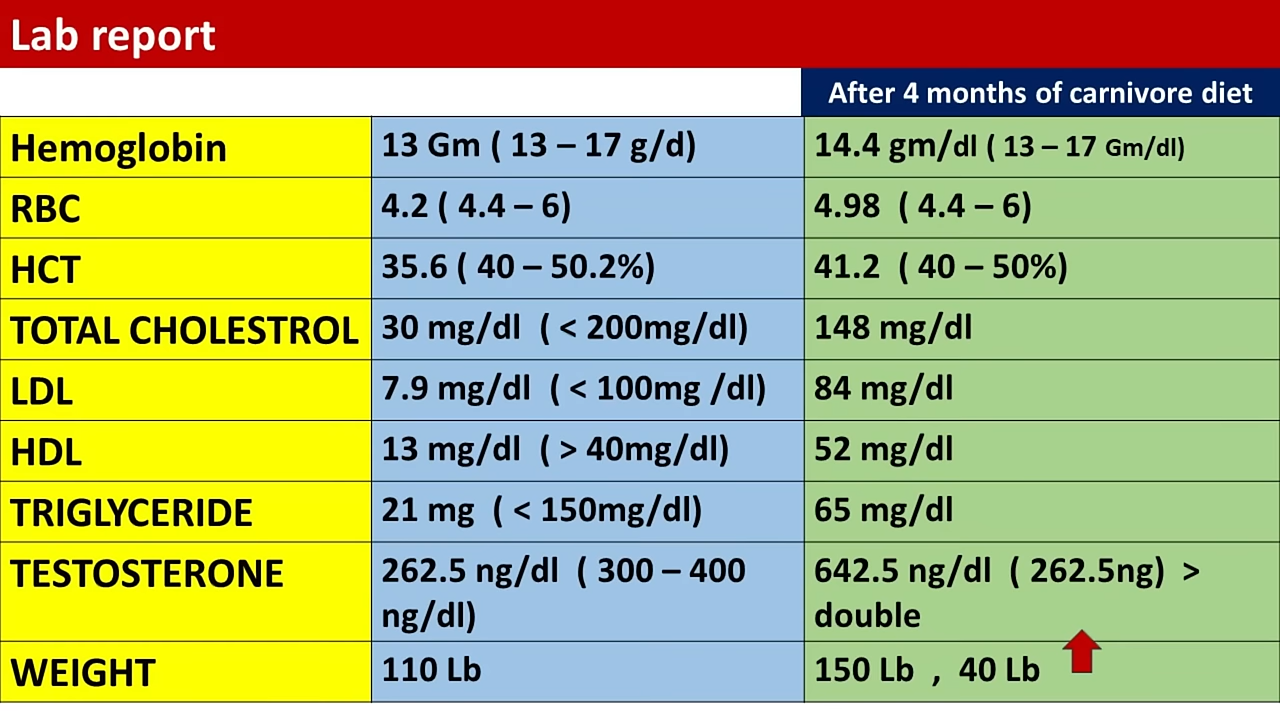 Lab report
After 4 months of carnivore diet
Hemoglobin 13 Gm ( 13 – 17 g/d) 14.4 gm/dl ( 13 – 17 Gm/dl)
RBC 4.2 ( 4.4 – 6) 4.98 ( 4.4 – 6)
HCT 35.6 ( 40 – 50.2%) 41.2 ( 40 – 50%)
TOTAL CHOLESTROL 30 mg/dl ( < 200mg/dl) 148 mg/dl
LDL 7.9 mg/dl ( < 100mg /dl) 84 mg/dl
HDL 13 mg/dl ( > 40mg/dl) 52 mg/dl
TRIGLYCERIDE 21 mg ( < 150mg/dl) 65 mg/dl
TESTOSTERONE 262.5 ng/dl ( 300 – 400 642.5 ng/dl ( 262.5ng) >
ng/dl) double
WEIGHT 110 Lb 150 Lb , 40 Lb